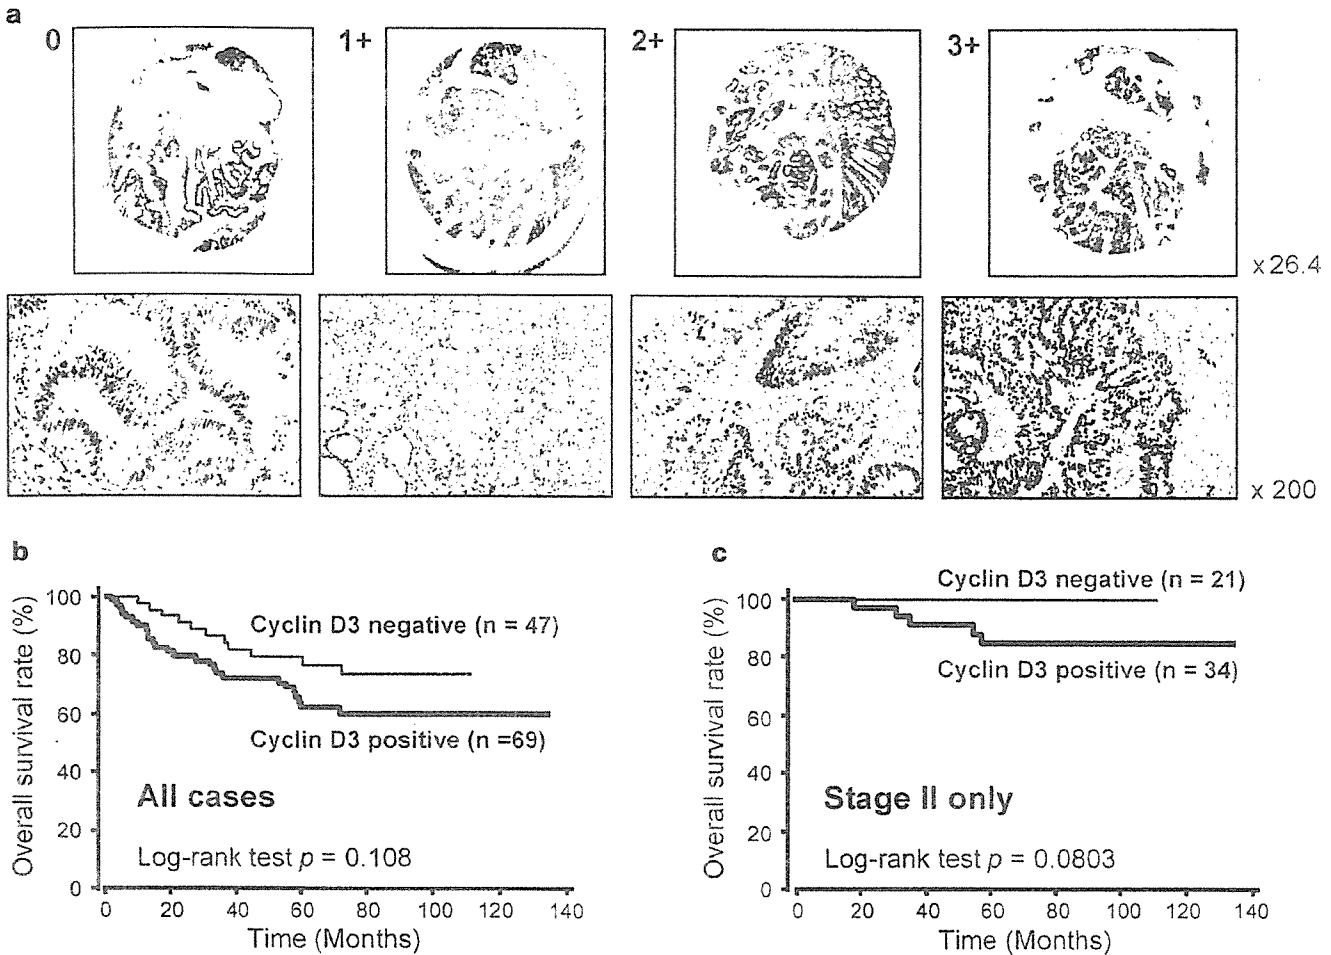 a
0
1+
2+
3+
x 26.4
x 200
b
Overall survival rate (%)
100
80
60
40
20
0
Cyclin D3 negative (n = 47)
Cyclin D3 positive (n =69)
All cases
Log-rank test p = 0.108
0 20 40 60 80 100 120 140
Time (Months)
c
Overall survival rate (%)
100
80
60
40
20
0
Cyclin D3 negative (n = 21)
Cyclin D3 positive (n = 34)
Stage II only
Log-rank test p = 0.0803
0 20 40 60 80 100 120 140
Time (Months)